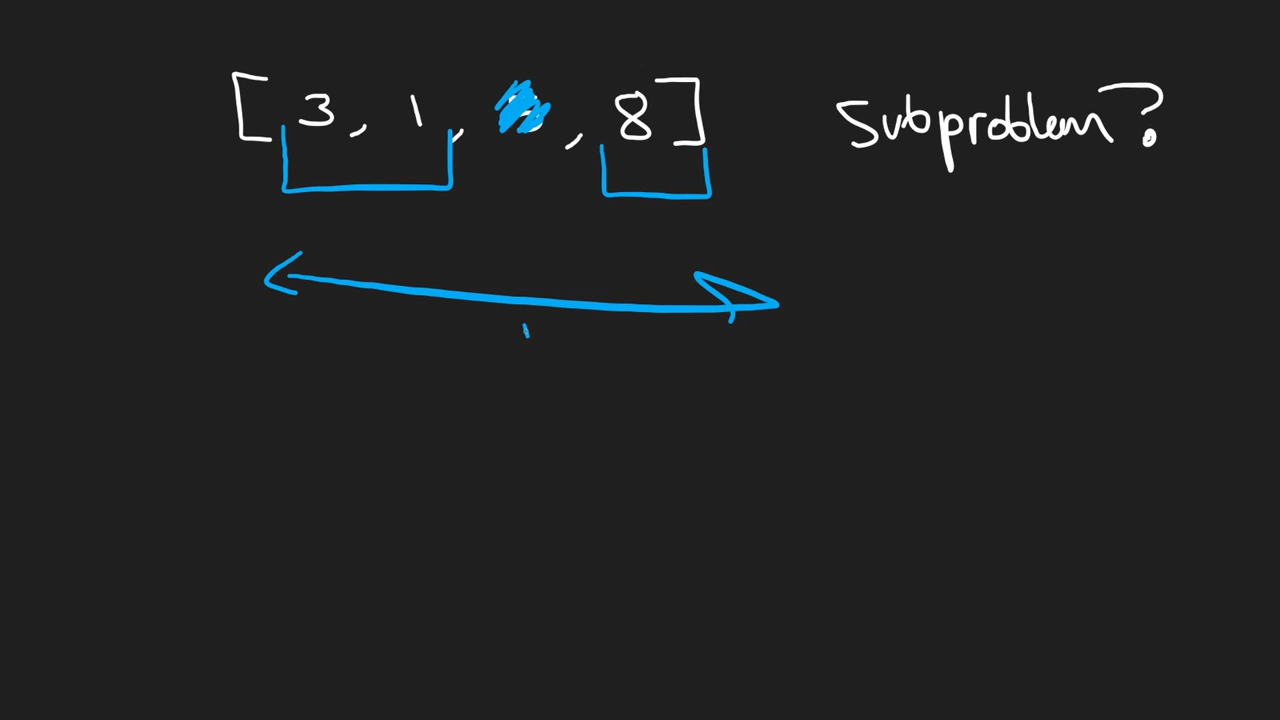 [ 3, 1, , 8 ]
Subproblem?